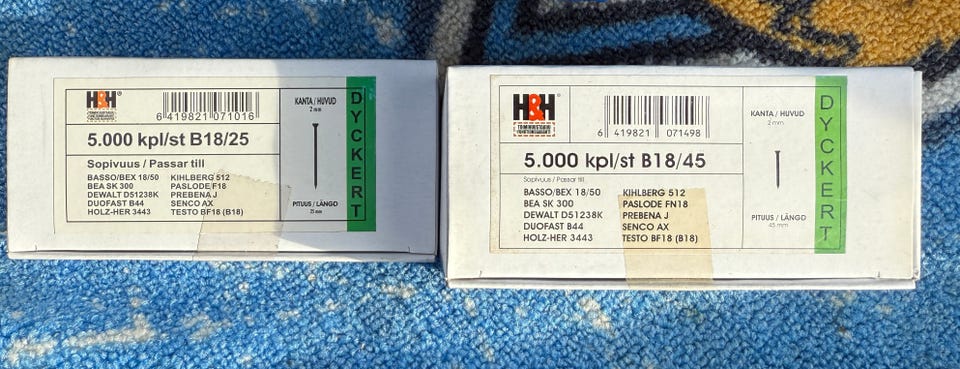 H&H
6 419821 071016
5.000 kpl/st B18/25
Sopivuus / Passar till
BASSO/BEX 18/50 KIHLBERG 512
BEA SK 300 PASLODE F18
DEWALT D51238K PREBENA J
DUOFAST B44 SENCO AX
HOLZ-HER 3443 TESTO BF18 (B18)
KANTA / HUVUD
2 mm
PITUUS / LÄNGD
25 mm
DYCKERT
H&H
TOIMINUSTAKUU
FUNKTIONSGARANTI
6 419821 071498
5.000 kpl/st B18/45
Sopivuus / Passar till
BASSO/BEX 18/50 KIHLBERG 512
BEA SK 300 PASLODE FN18
DEWALT D51238K PREBENA J
DUOFAST B44 SENCO AX
HOLZ-HER 3443 TESTO BF18 (B18)
KANTA / HUVUD
2 mm
PITUUS / LÄNGD
45 mm
DYCKERT